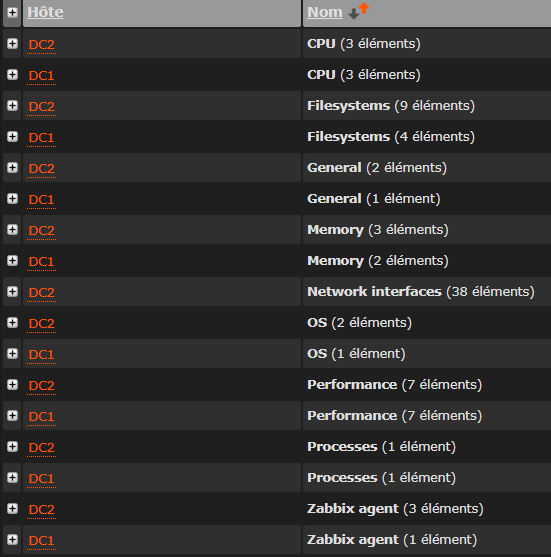 Hôte Nom
DC2 CPU (3 éléments)
DC1 CPU (3 éléments)
DC2 Filesystems (9 éléments)
DC1 Filesystems (4 éléments)
DC2 General (2 éléments)
DC1 General (1 élément)
DC2 Memory (3 éléments)
DC1 Memory (2 éléments)
DC2 Network interfaces (38 éléments)
DC2 OS (2 éléments)
DC1 OS (1 élément)
DC2 Performance (7 éléments)
DC1 Performance (7 éléments)
DC2 Processes (1 élément)
DC1 Processes (1 élément)
DC2 Zabbix agent (3 éléments)
DC1 Zabbix agent (1 élément)